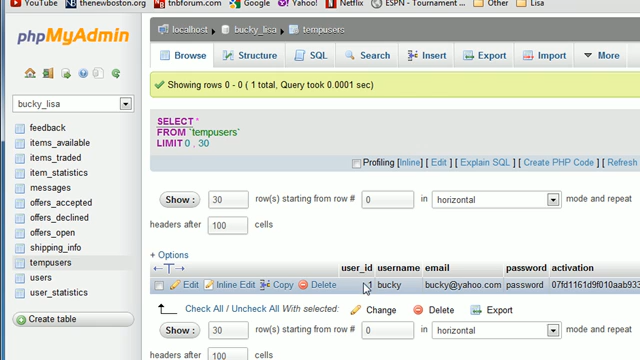 YouTube thenewboston.org tnbforum.com Google Yahoo! Netflix ESPN - Tournament ... Other Lisa
phpMyAdmin
localhost bucky_lisa tempusers
Browse Structure SQL Search Insert Export Import More
Showing rows 0 - 0 ( 1 total, Query took 0.0001 sec)
bucky_lisa
SELECT *
FROM `tempusers`
LIMIT 0 , 30
Profiling [Inline] [ Edit ] [ Explain SQL ] [ Create PHP Code ] [ Refresh
feedback
items_available
items_traded
item_statistics
messages
offers_accepted
offers_declined
offers_open
shipping_info
tempusers
users
user_statistics
Create table
Show : 30 row(s) starting from row # 0 in horizontal mode and repeat
headers after 100 cells
+ Options
←T→ user_id username email password activation
Edit Inline Edit Copy Delete 1 bucky bucky@yahoo.com password 07fd1161d9f010aab933
Check All / Uncheck All With selected: Change Delete Export
Show : 30 row(s) starting from row # 0 in horizontal mode and repeat
headers after 100 cells